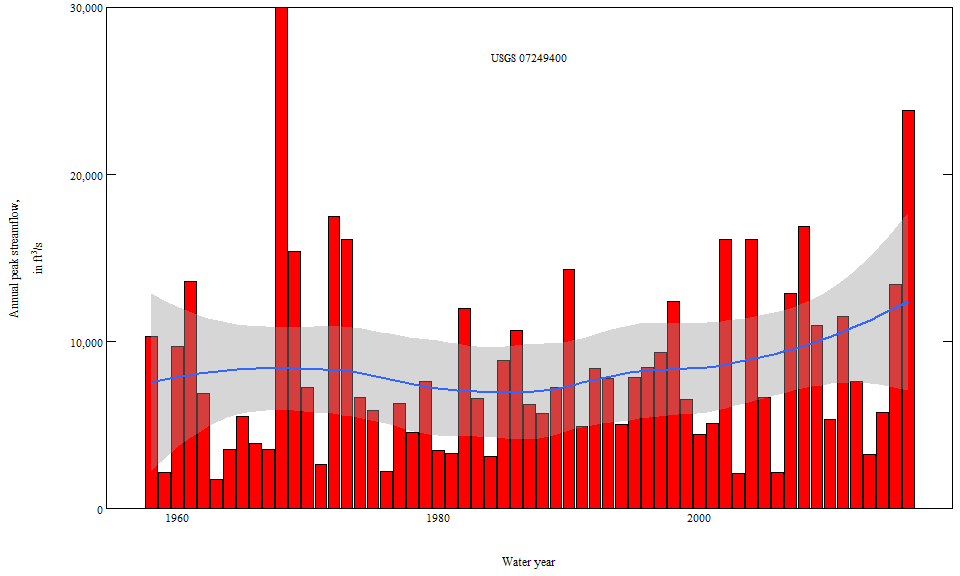 30,000
USGS 07249400
20,000
Annual peak streamflow,
in ft³/s
10,000
0
1960
1980
2000
Water year